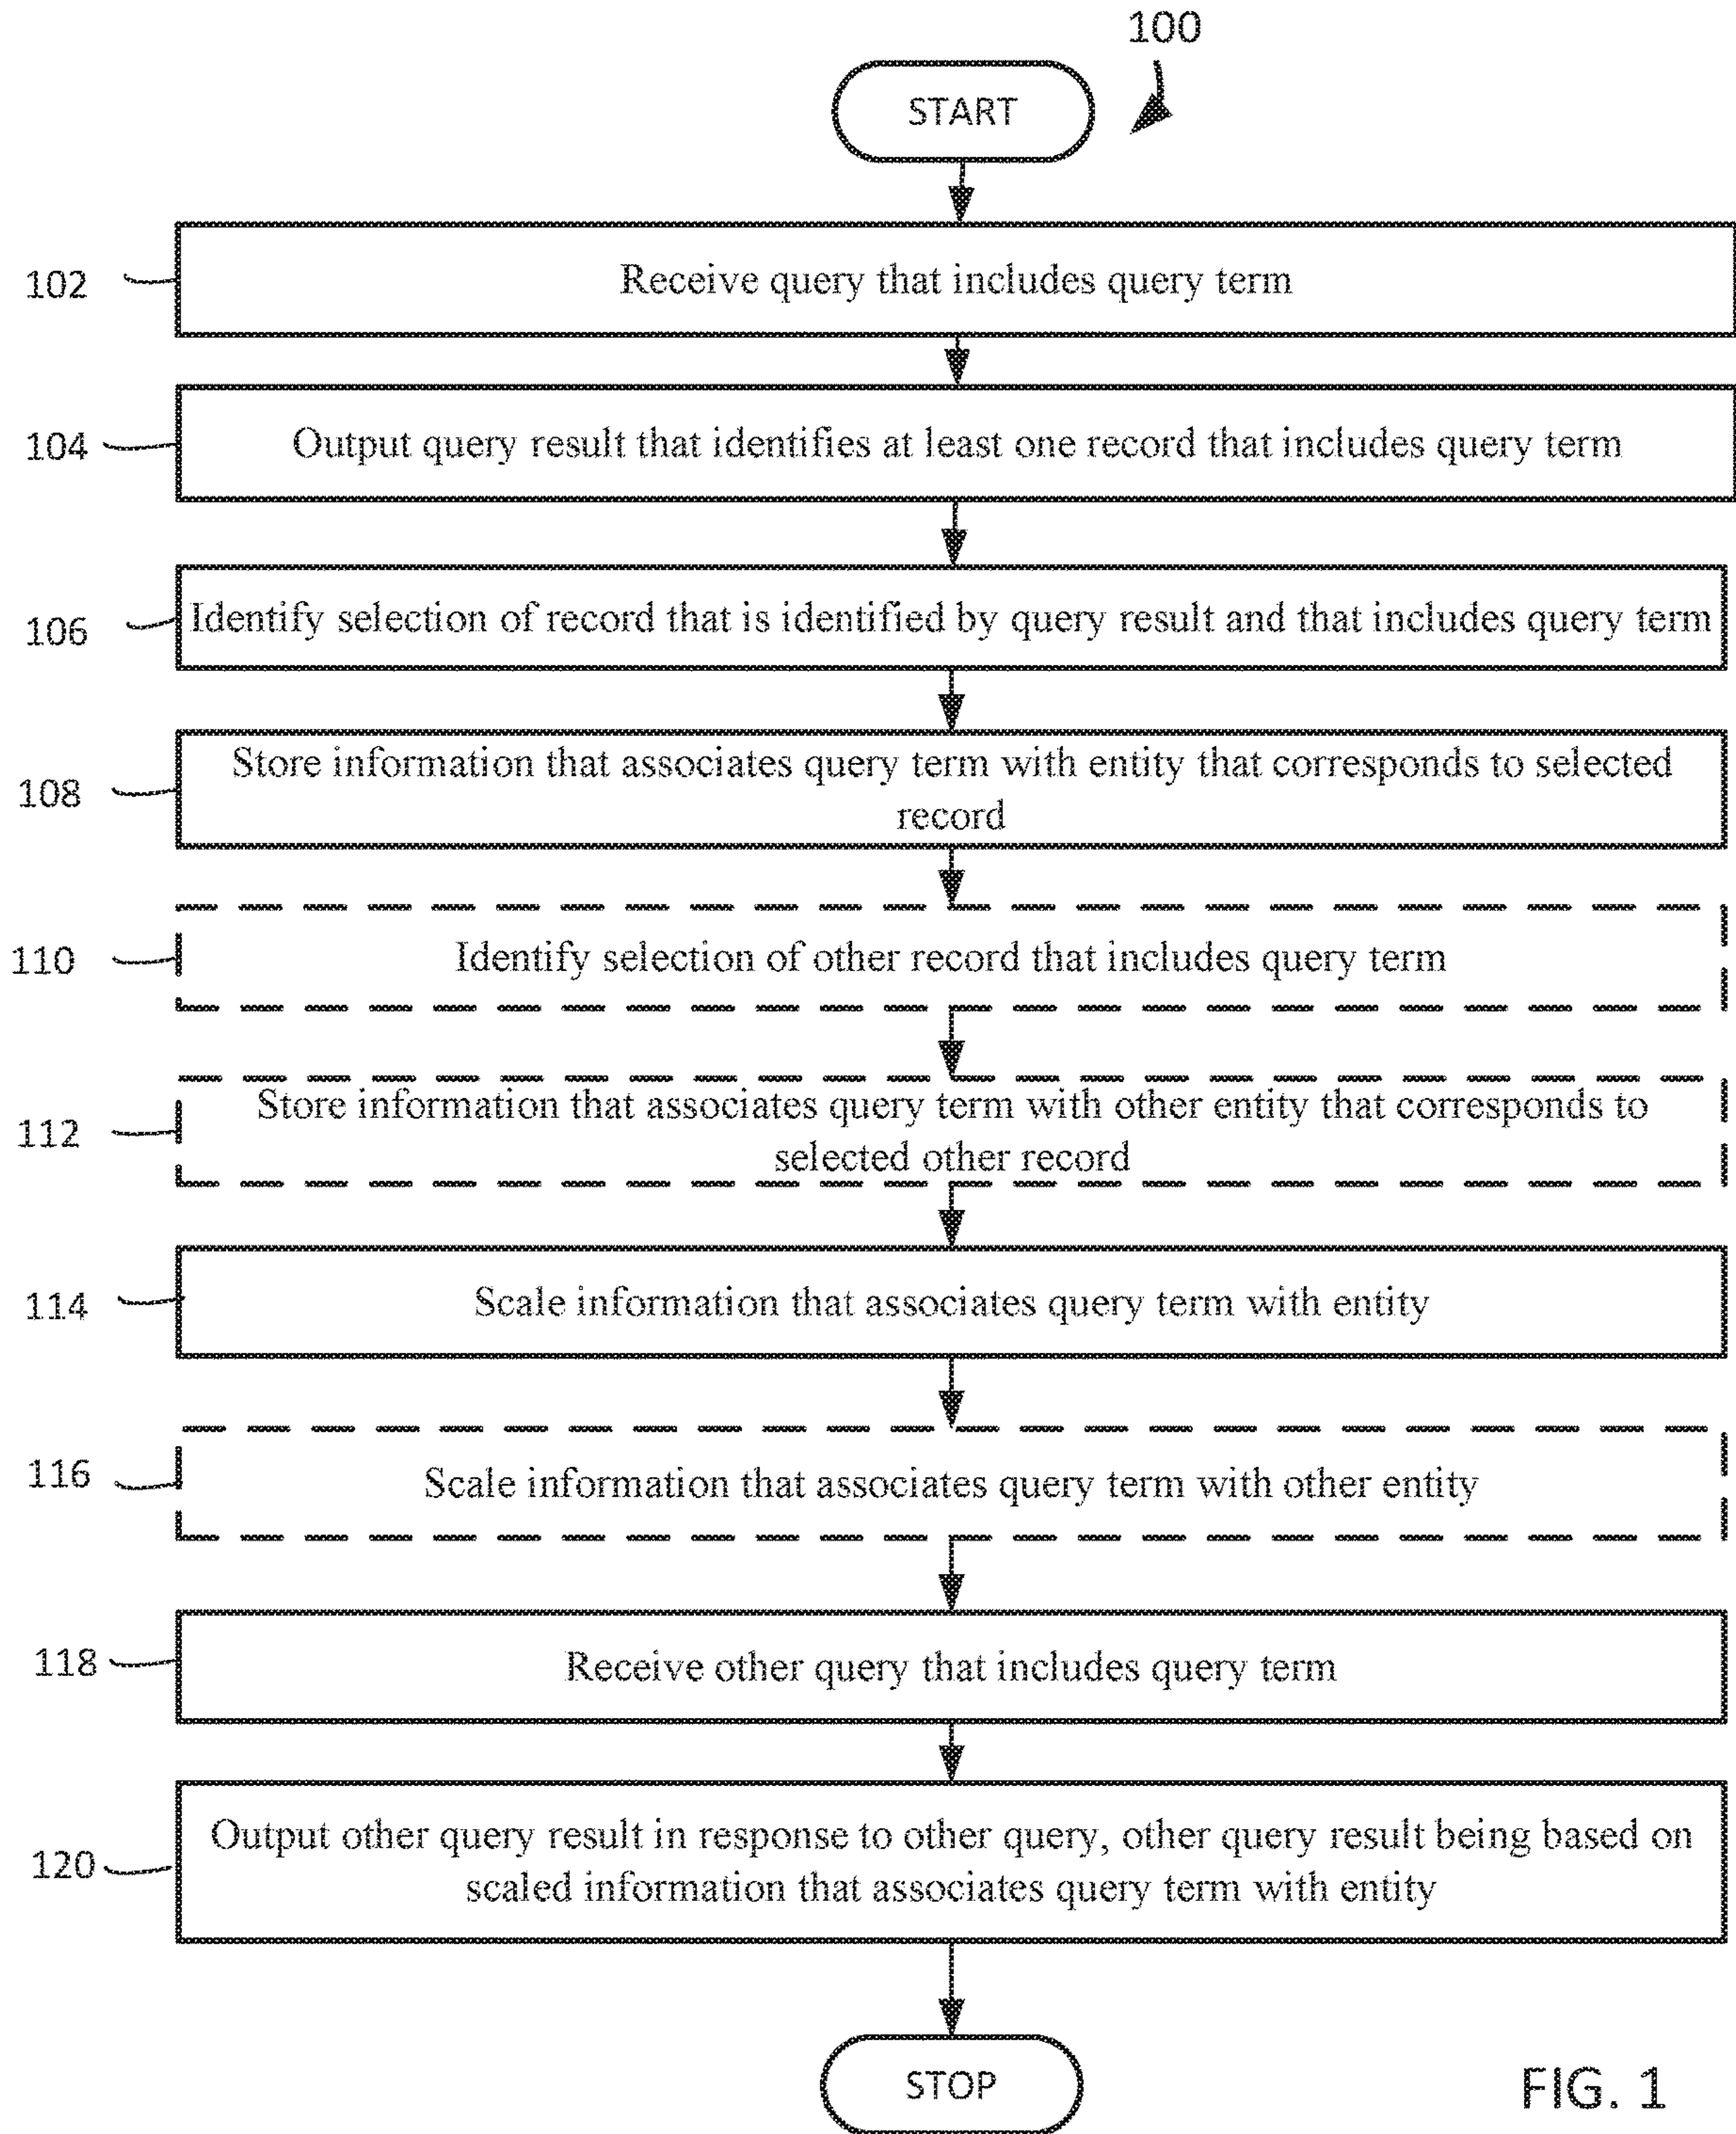 100
START
102
Receive query that includes query term
104
Output query result that identifies at least one record that includes query term
106
Identify selection of record that is identified by query result and that includes query term
108
Store information that associates query term with entity that corresponds to selected
record
110
Identify selection of other record that includes query term
112
Store information that associates query term with other entity that corresponds to
selected other record
114
Scale information that associates query term with entity
116
Scale information that associates query term with other entity
118
Receive other query that includes query term
120
Output other query result in response to other query, other query result being based on
scaled information that associates query term with entity
STOP
FIG. 1